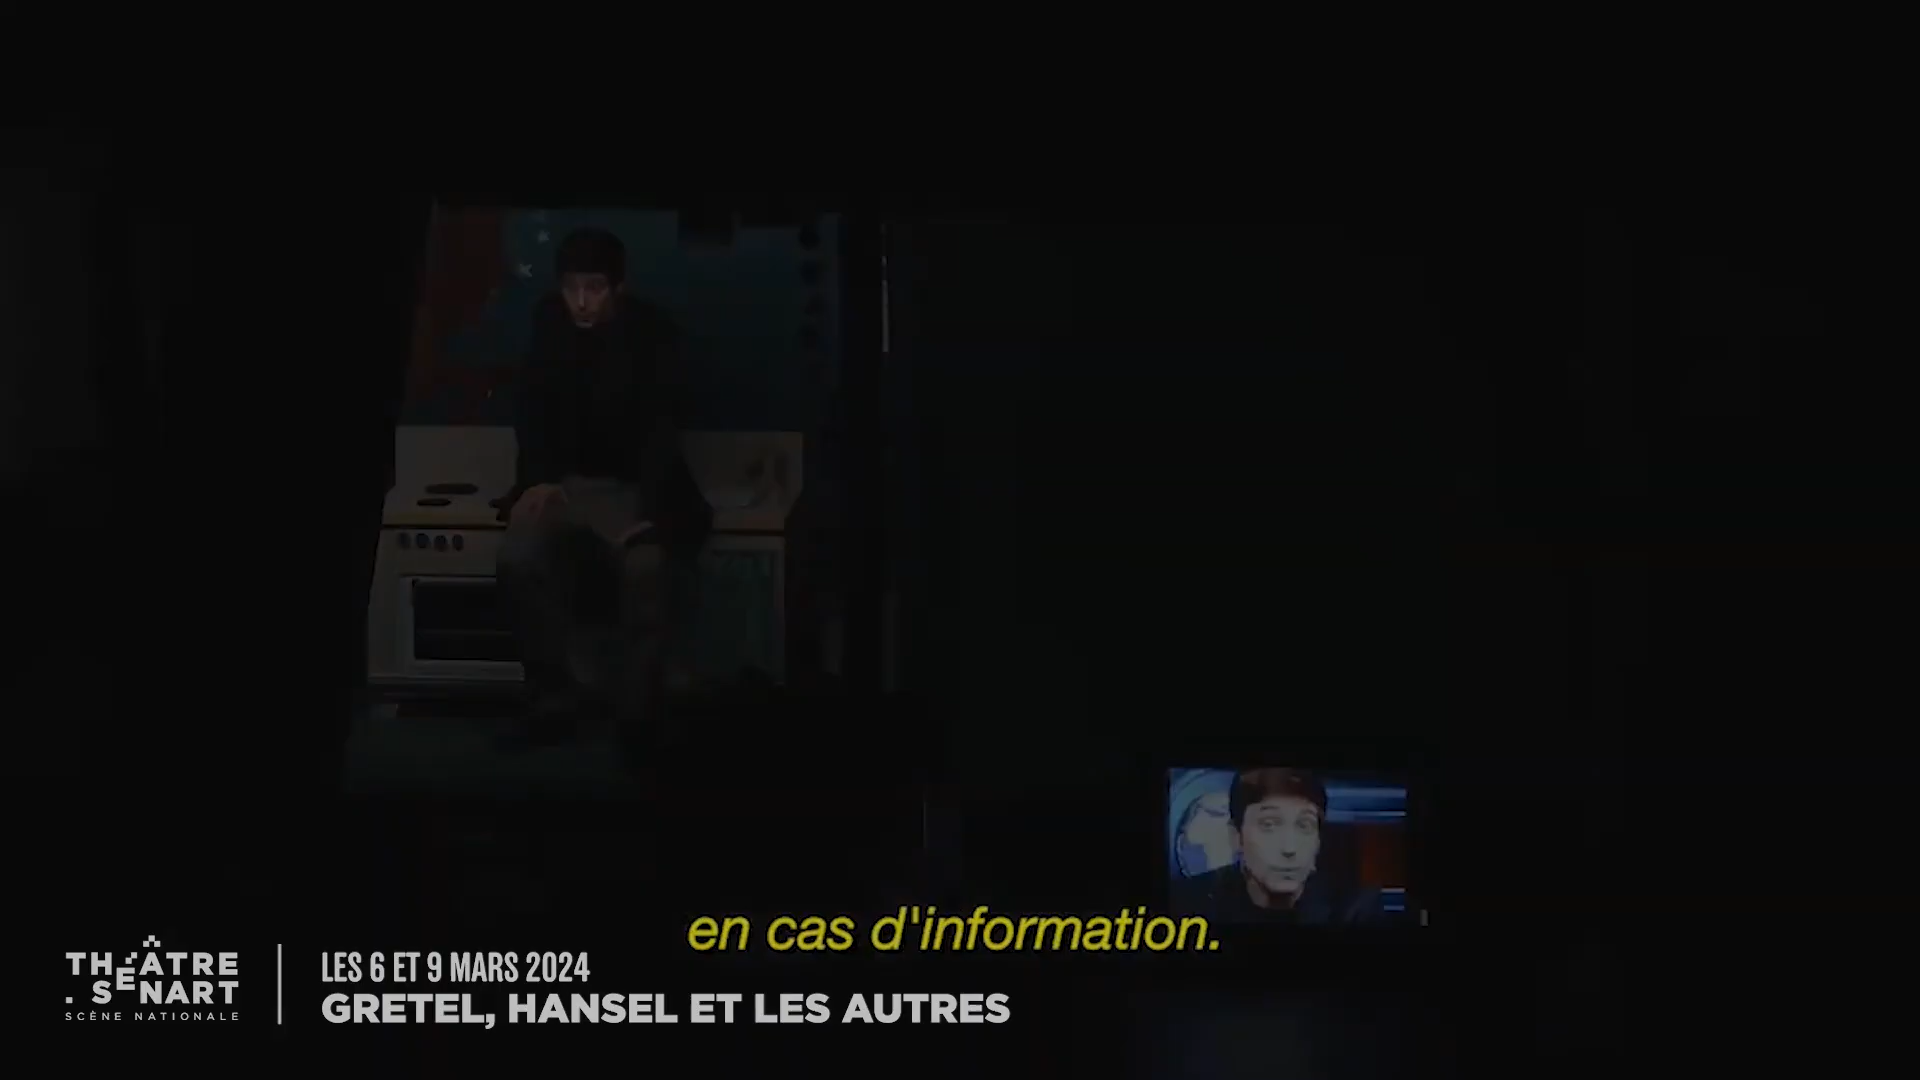 en cas d'information.
THÉÂTRE
. SÉNART
SCÈNE NATIONALE
LES 6 ET 9 MARS 2024
GRETEL, HANSEL ET LES AUTRES